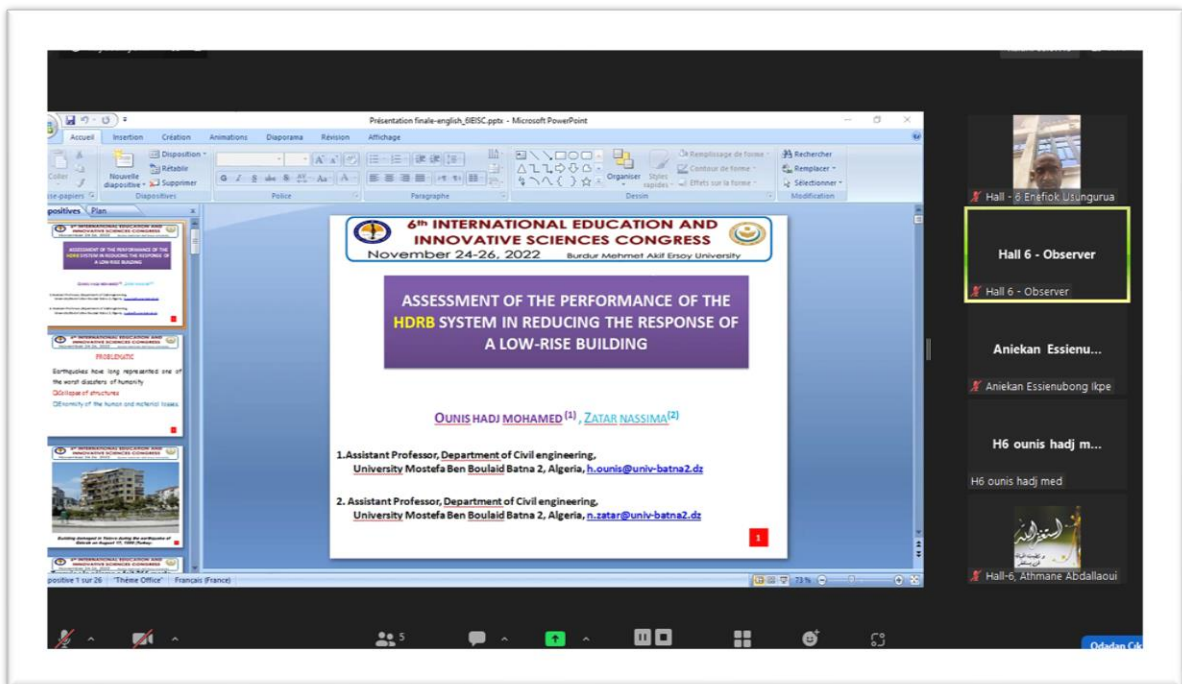 Présentation finale-english_6IEISC.pptx - Microsoft PowerPoint
Accueil Insertion Création Animations Diaporama Révision Affichage
Coller
Nouvelle diapositive
Disposition
Rétablir
Supprimer
Organiser
Styles rapides
Remplissage de forme
Contour de forme
Effets sur la forme
Rechercher
Remplacer
Sélectionner
Diapositives Police Paragraphe Dessin Modification
Plan
PROBLEMATIC
Earthquakes have long represented one of
the worst disasters of humanity
Collapse of structures
Enormity of the human and material losses.
6th INTERNATIONAL EDUCATION AND
INNOVATIVE SCIENCES CONGRESS
November 24-26, 2022 Burdur Mehmet Akif Ersoy University
ASSESSMENT OF THE PERFORMANCE OF THE
HDRB SYSTEM IN REDUCING THE RESPONSE OF
A LOW-RISE BUILDING
OUNIS HADJ MOHAMED (1) , ZATAR NASSIMA(2)
1.Assistant Professor, Department of Civil engineering,
University Mostefa Ben Boulaid Batna 2, Algeria, h.ounis@univ-batna2.dz
2. Assistant Professor, Department of Civil engineering,
University Mostefa Ben Boulaid Batna 2, Algeria, n.zatar@univ-batna2.dz
1
positive 1 sur 26 "Thème Office" Français (France)
73 %
Hall - 6 Enefiok Usungurua
Hall 6 - Observer
Hall 6 - Observer
Aniekan Essienu...
Aniekan Essienubong Ikpe
H6 ounis hadj m...
H6 ounis hadj med
Hall-6, Athmane Abdallaoui
5
Odadan Çık